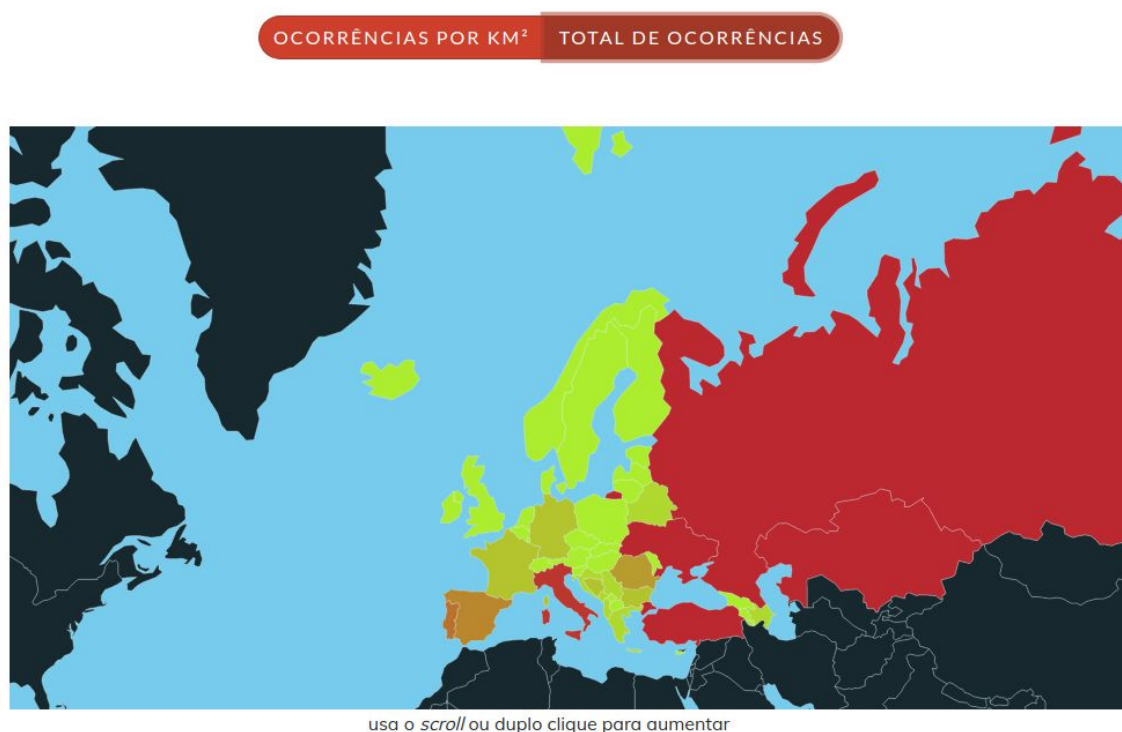 OCORRÊNCIAS POR KM²
TOTAL DE OCORRÊNCIAS
usa o scroll ou duplo clique para aumentar